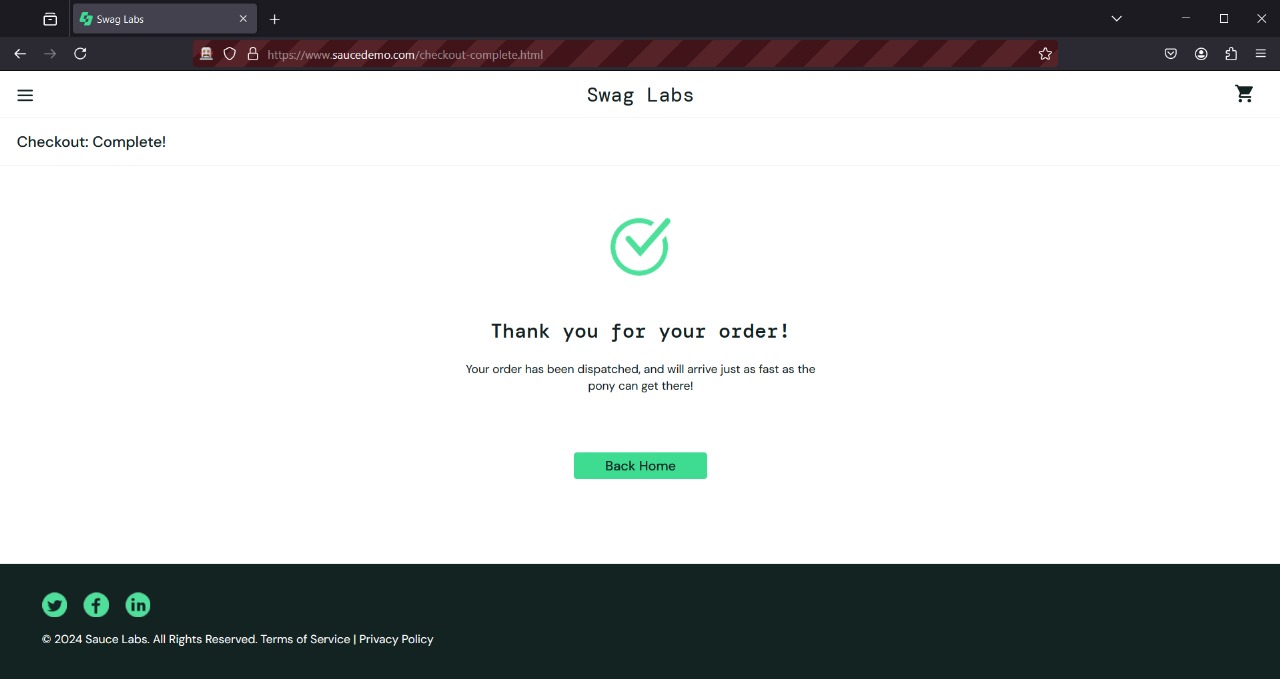 Swag Labs
https://www.saucedemo.com/checkout-complete.html
Swag Labs
Checkout: Complete!
Thank you for your order!
Your order has been dispatched, and will arrive just as fast as the
pony can get there!
Back Home
© 2024 Sauce Labs. All Rights Reserved. Terms of Service | Privacy Policy